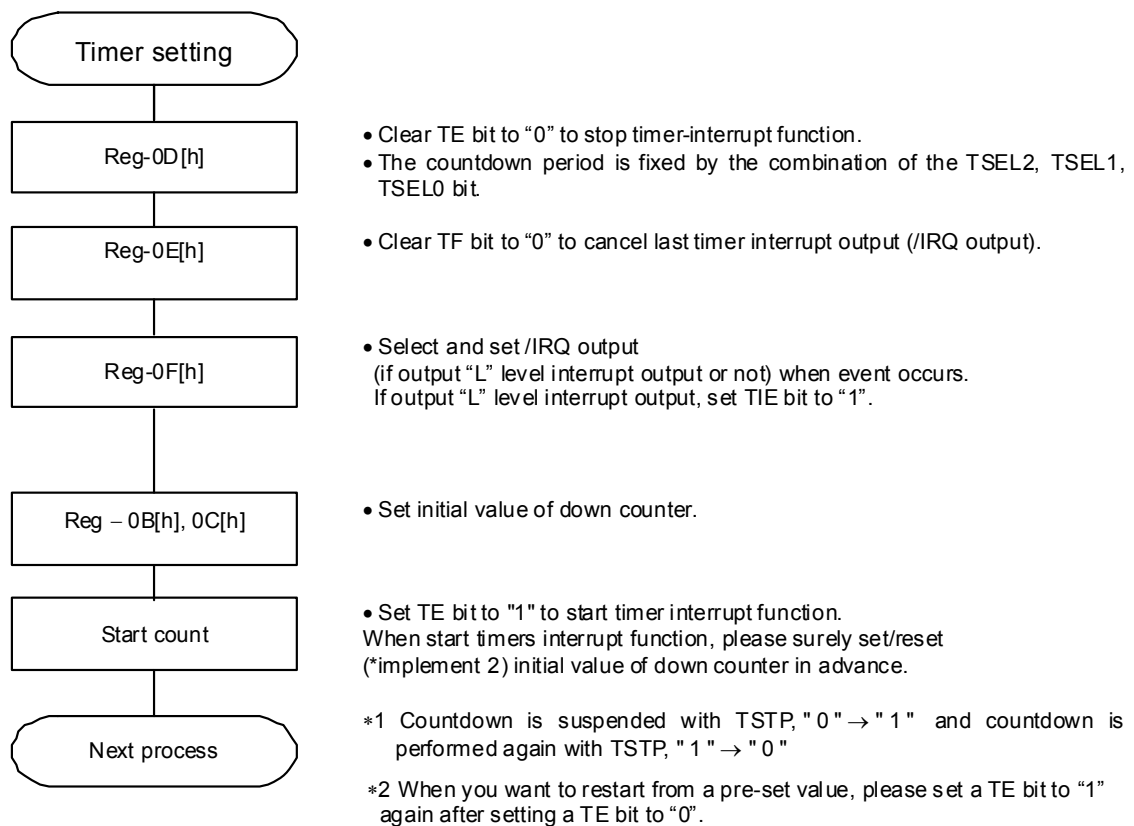 Timer setting
Reg-0D[h]
• Clear TE bit to “0” to stop timer-interrupt function.
• The countdown period is fixed by the combination of the TSEL2, TSEL1,
TSEL0 bit.
Reg-0E[h]
• Clear TF bit to “0” to cancel last timer interrupt output (/IRQ output).
Reg-0F[h]
• Select and set /IRQ output
(if output “L” level interrupt output or not) when event occurs.
If output “L” level interrupt output, set TIE bit to “1”.
Reg – 0B[h], 0C[h]
• Set initial value of down counter.
Start count
• Set TE bit to "1" to start timer interrupt function.
When start timers interrupt function, please surely set/reset
(*implement 2) initial value of down counter in advance.
Next process
*1 Countdown is suspended with TSTP, " 0 " → " 1 " and countdown is
performed again with TSTP, " 1 " → " 0 "
*2 When you want to restart from a pre-set value, please set a TE bit to “1”
again after setting a TE bit to “0”.